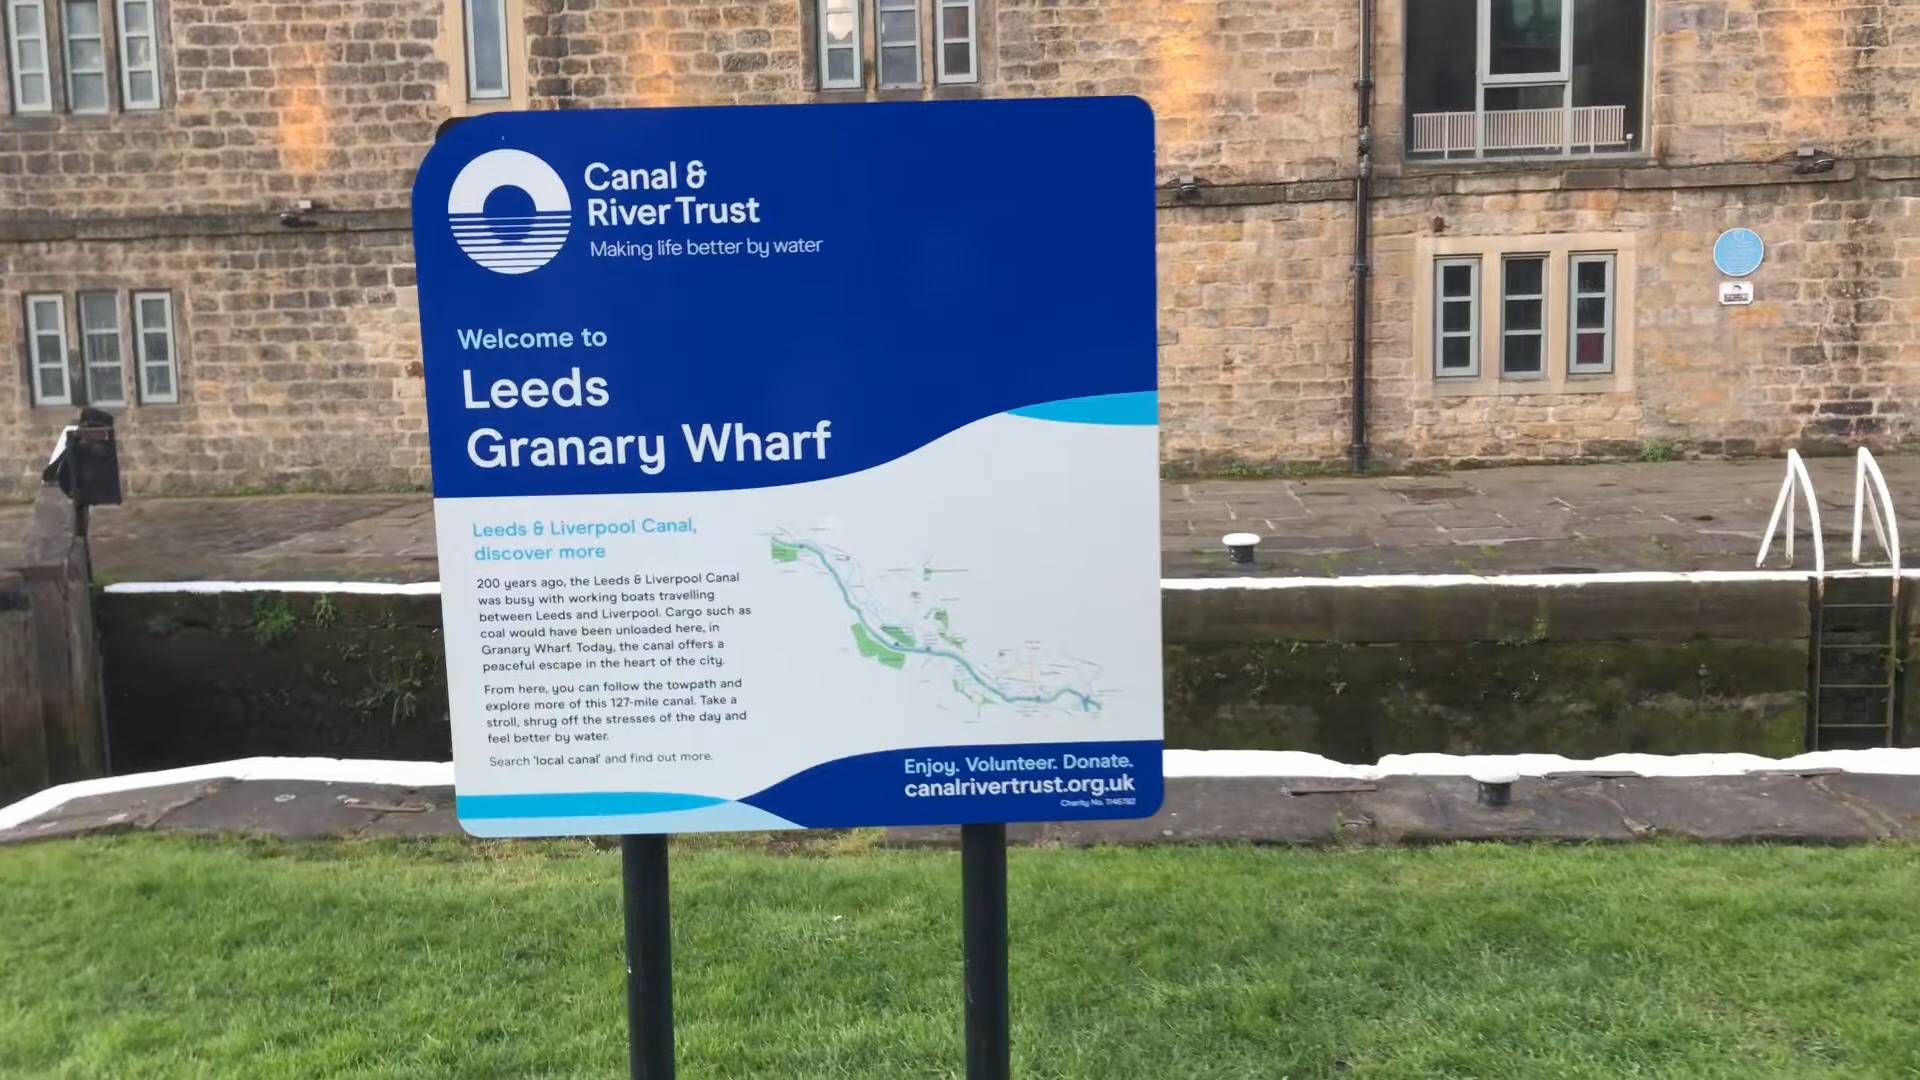 Canal &
River Trust
Making life better by water
Welcome to
Leeds
Granary Wharf
Leeds & Liverpool Canal,
discover more
200 years ago, the Leeds & Liverpool Canal
was busy with working boats travelling
between Leeds and Liverpool. Cargo such as
coal would have been unloaded here, in
Granary Wharf. Today, the canal offers a
peaceful escape in the heart of the city.
From here, you can follow the towpath and
explore more of this 127-mile canal. Take a
stroll, shrug off the stresses of the day and
feel better by water.
Search 'local canal' and find out more.
Enjoy. Volunteer. Donate.
canalrivertrust.org.uk
Charity No. 1146792